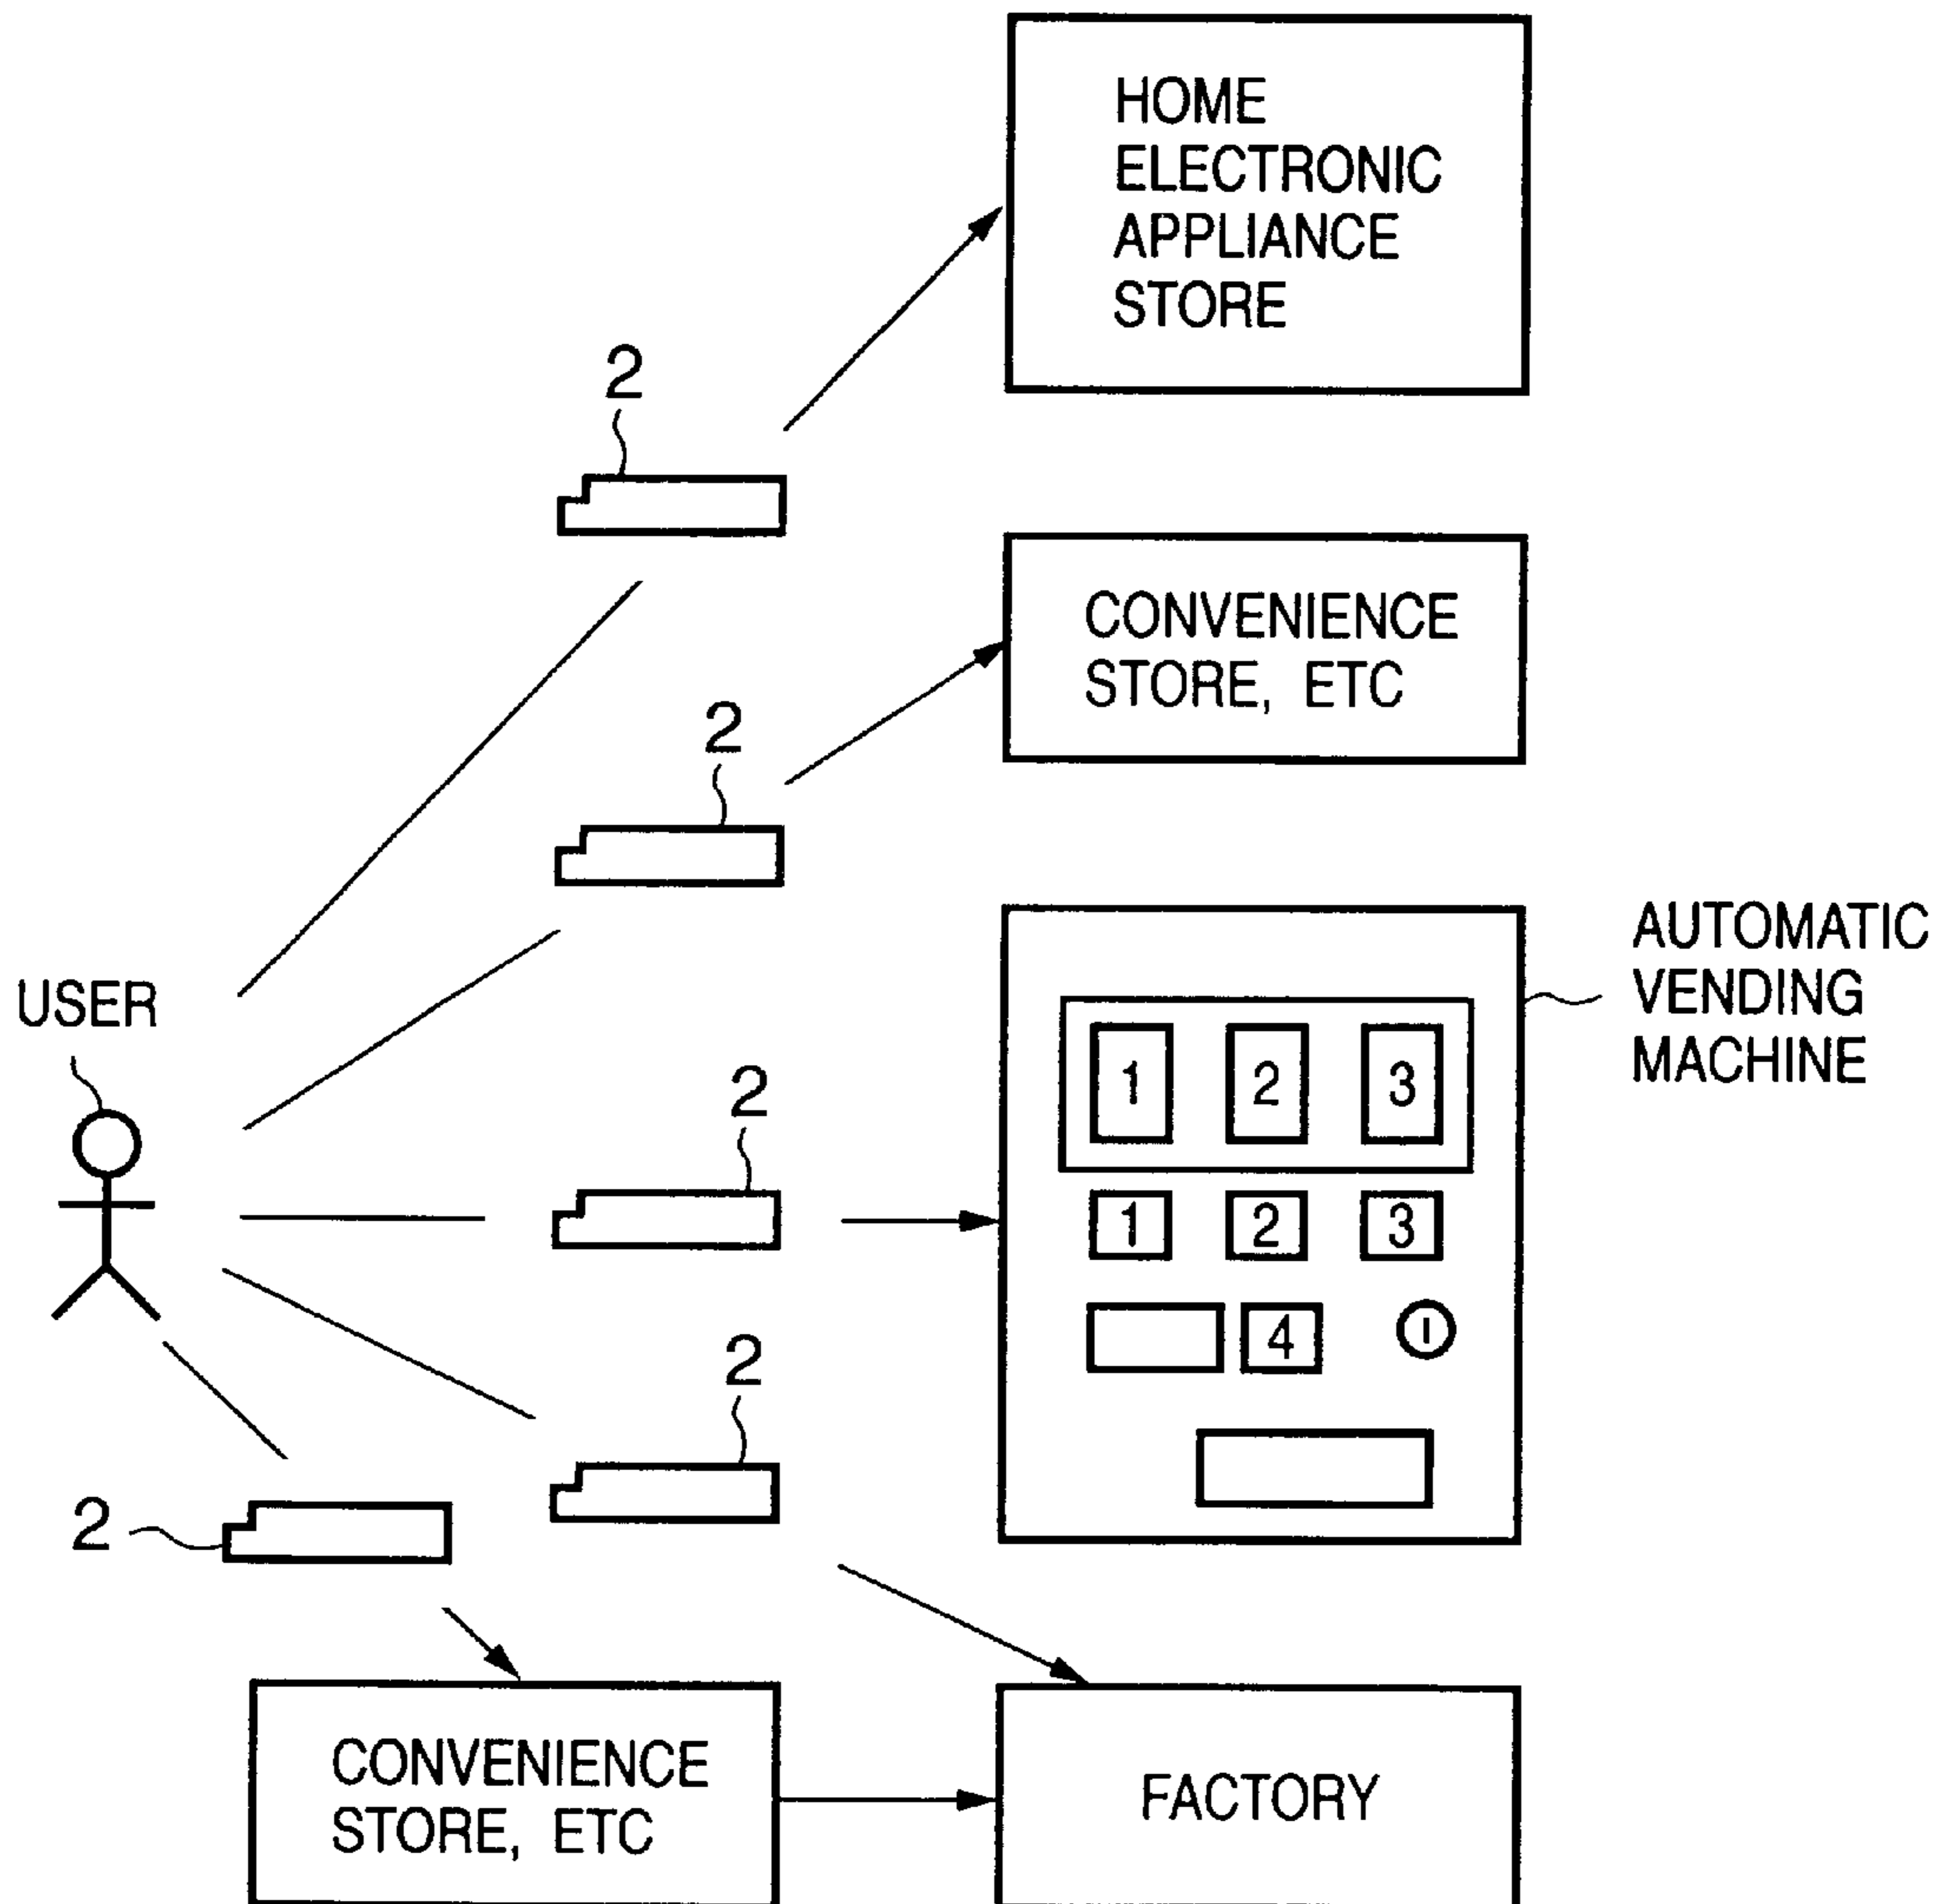 HOME
ELECTRONIC
APPLIANCE
STORE
2
CONVENIENCE
STORE, ETC
2
AUTOMATIC
VENDING
MACHINE
USER
2
1 2 3
1 2 3
4
2
2
CONVENIENCE
STORE, ETC
FACTORY